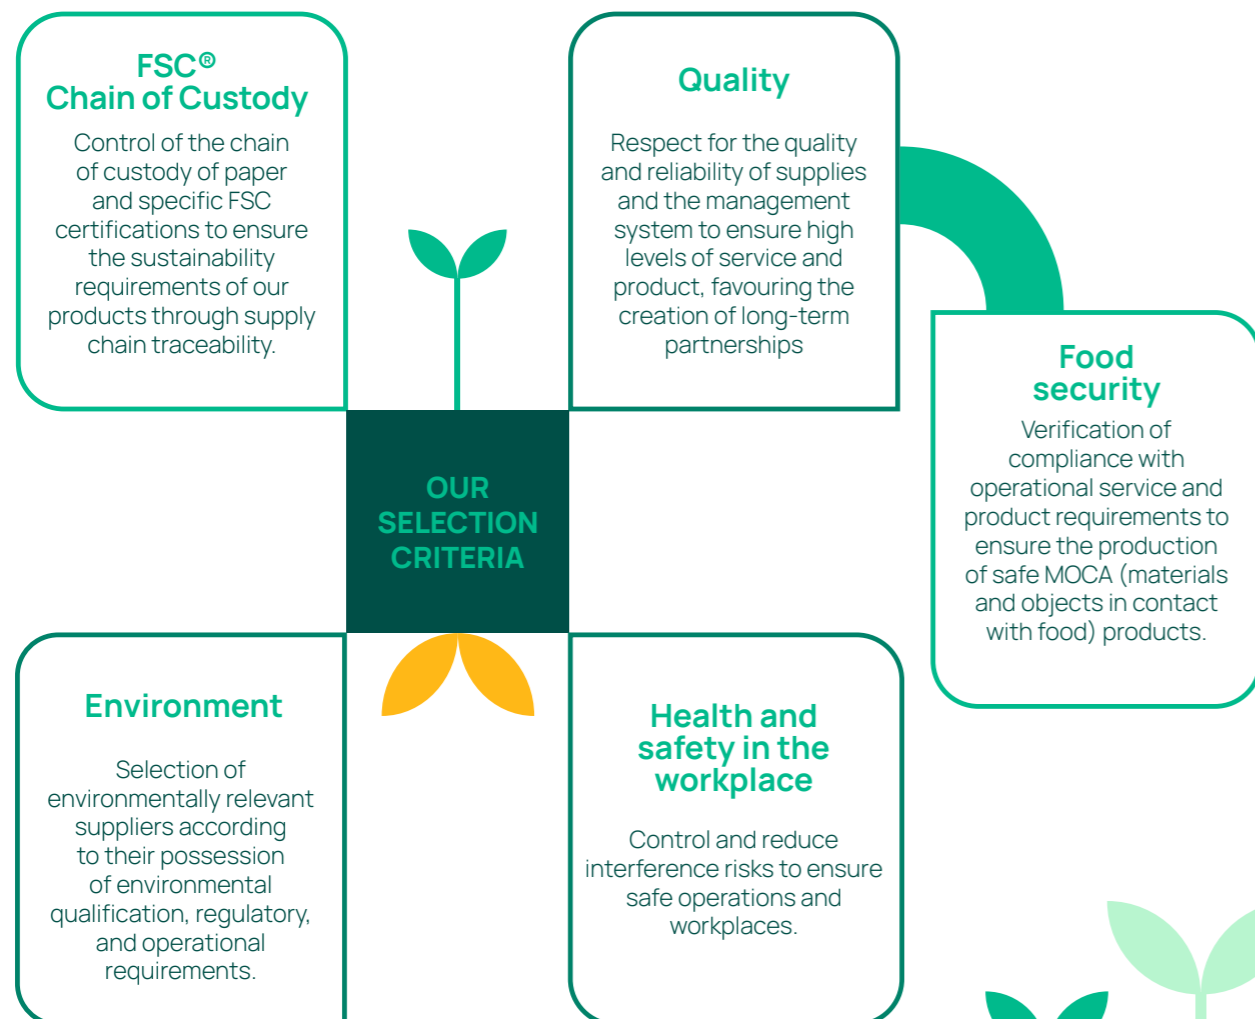 FSC®
Chain of Custody
Control of the chain
of custody of paper
and specific FSC
certifications to ensure
the sustainability
requirements of our
products through supply
chain traceability.
Quality
Respect for the quality
and reliability of supplies
and the management
system to ensure high
levels of service and
product, favouring the
creation of long-term
partnerships
Food
security
Verification of
compliance with
operational service and
product requirements to
ensure the production
of safe MOCA (materials
and objects in contact
with food) products.
OUR
SELECTION
CRITERIA
Environment
Selection of
environmentally relevant
suppliers according
to their possession
of environmental
qualification, regulatory,
and operational
requirements.
Health and
safety in the
workplace
Control and reduce
interference risks to ensure
safe operations and
workplaces.